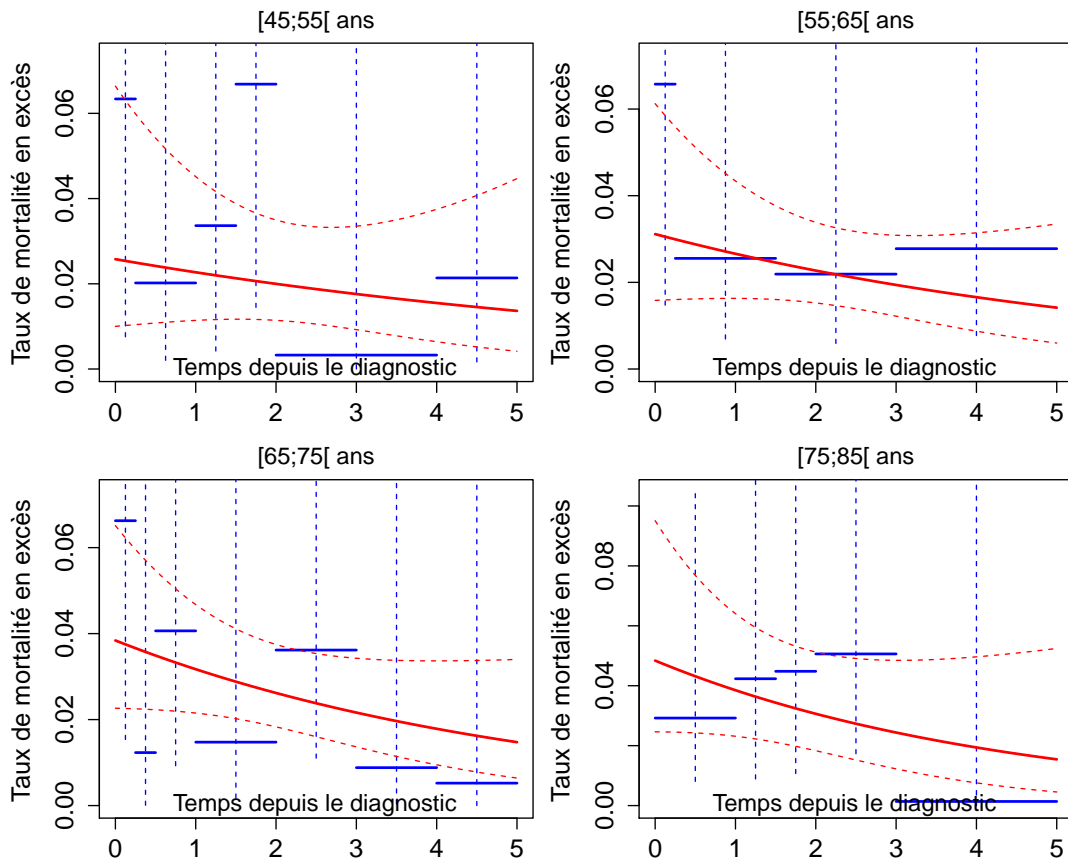 [45;55[ ans
Taux de mortalité en excès
0.00 0.02 0.04 0.06
Temps depuis le diagnostic
0 1 2 3 4 5
[55;65[ ans
Taux de mortalité en excès
0.00 0.02 0.04 0.06
Temps depuis le diagnostic
0 1 2 3 4 5
[65;75[ ans
Taux de mortalité en excès
0.00 0.02 0.04 0.06
Temps depuis le diagnostic
0 1 2 3 4 5
[75;85[ ans
Taux de mortalité en excès
0.00 0.04 0.08
Temps depuis le diagnostic
0 1 2 3 4 5